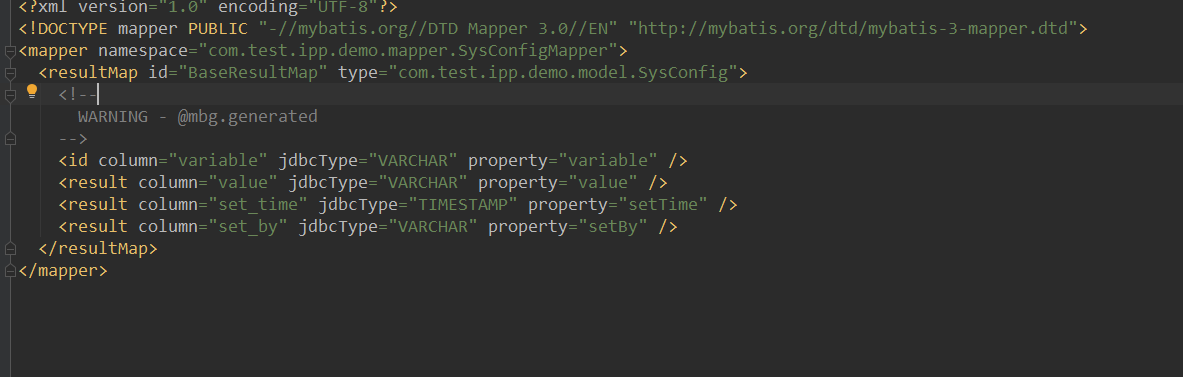 <?xml version="1.0" encoding="UTF-8"?>
<!DOCTYPE mapper PUBLIC "-//mybatis.org//DTD Mapper 3.0//EN" "http://mybatis.org/dtd/mybatis-3-mapper.dtd">
<mapper namespace="com.test.ipp.demo.mapper.SysConfigMapper">
  <resultMap id="BaseResultMap" type="com.test.ipp.demo.model.SysConfig">
    <!--
      WARNING - @mbg.generated
    -->
    <id column="variable" jdbcType="VARCHAR" property="variable" />
    <result column="value" jdbcType="VARCHAR" property="value" />
    <result column="set_time" jdbcType="TIMESTAMP" property="setTime" />
    <result column="set_by" jdbcType="VARCHAR" property="setBy" />
  </resultMap>
</mapper>